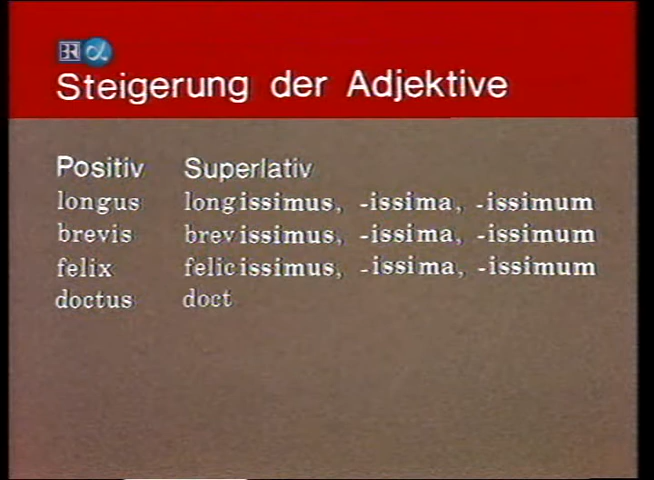 BR α
Steigerung der Adjektive
Positiv Superlativ
longus longissimus, -issima, -issimum
brevis brevissimus, -issima, -issimum
felix felicissimus, -issima, -issimum
doctus doct